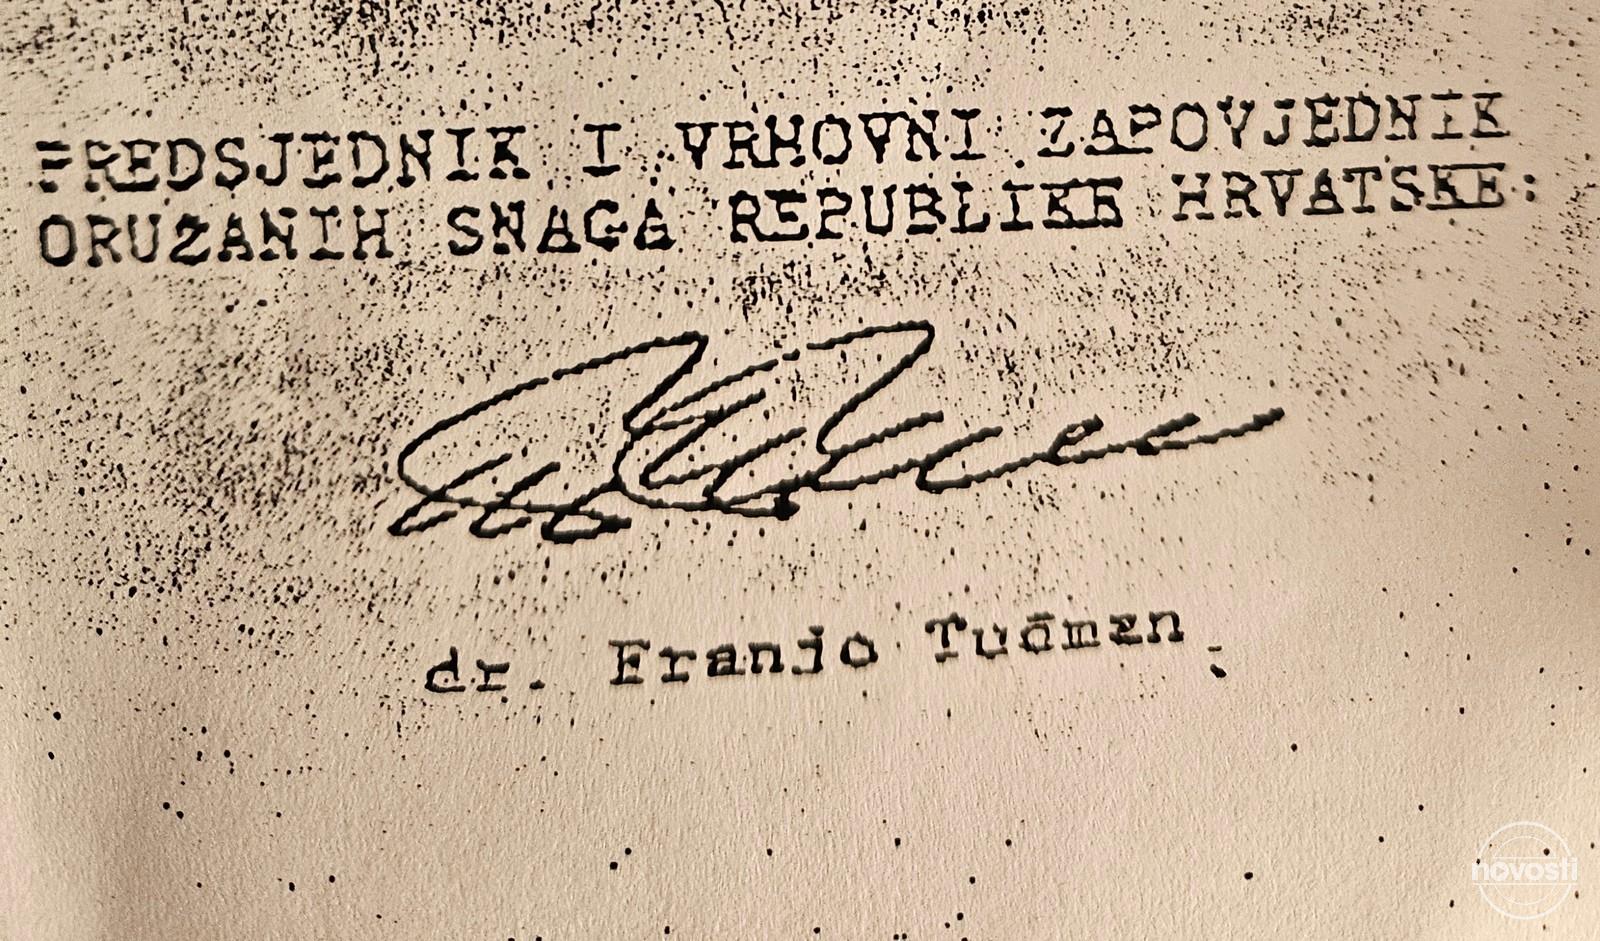 PREDSJEDNIK I VRHOVNI ZAPOVJEDNIK
ORUŽANIH SNAGA REPUBLIKE HRVATSKE:
dr. Franjo Tuđman
novosti